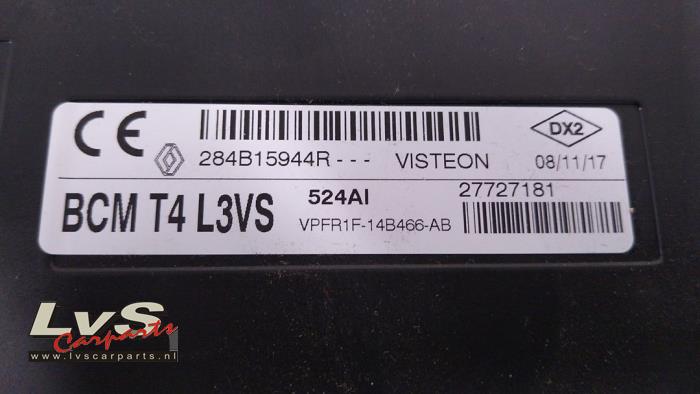 CE
DX2
284B15944R--- VISTEON 08/11/17
BCM T4 L3VS 524AI 27727181
VPFR1F-14B466-AB
LvS
Carparts
www.lvscarparts.nl